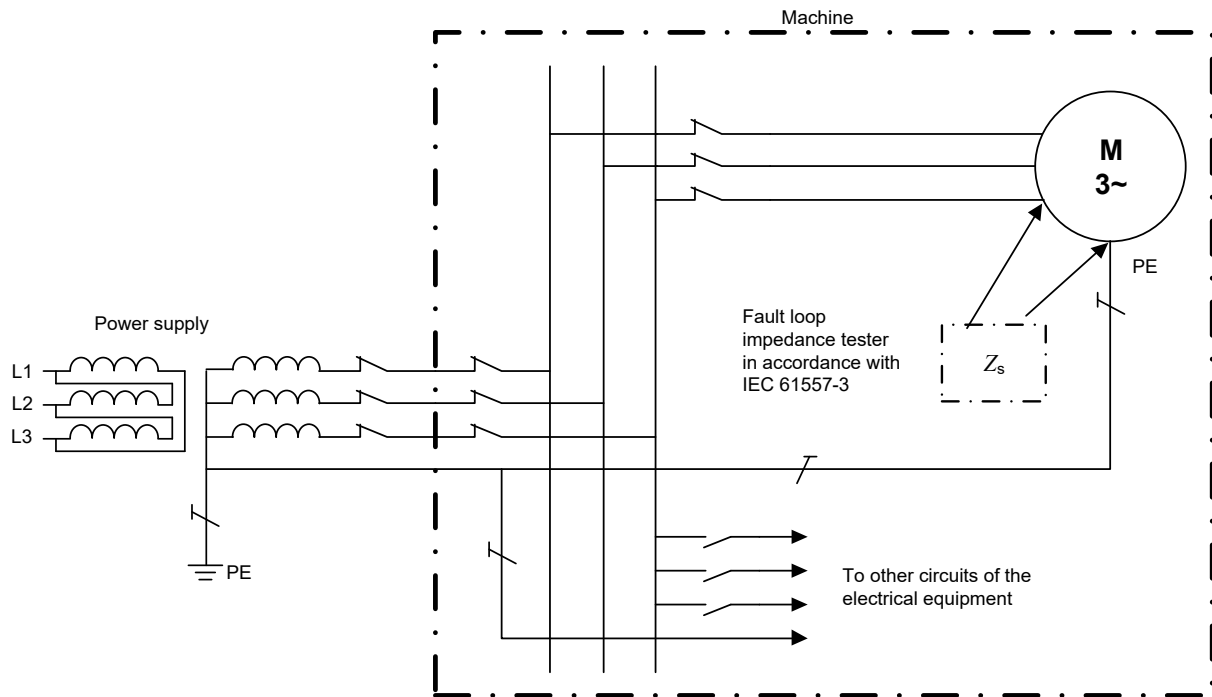 Machine
M
3~
PE
Fault loop
impedance tester
in accordance with
IEC 61557-3
Zs
Power supply
L1
L2
L3
PE
To other circuits of the
electrical equipment